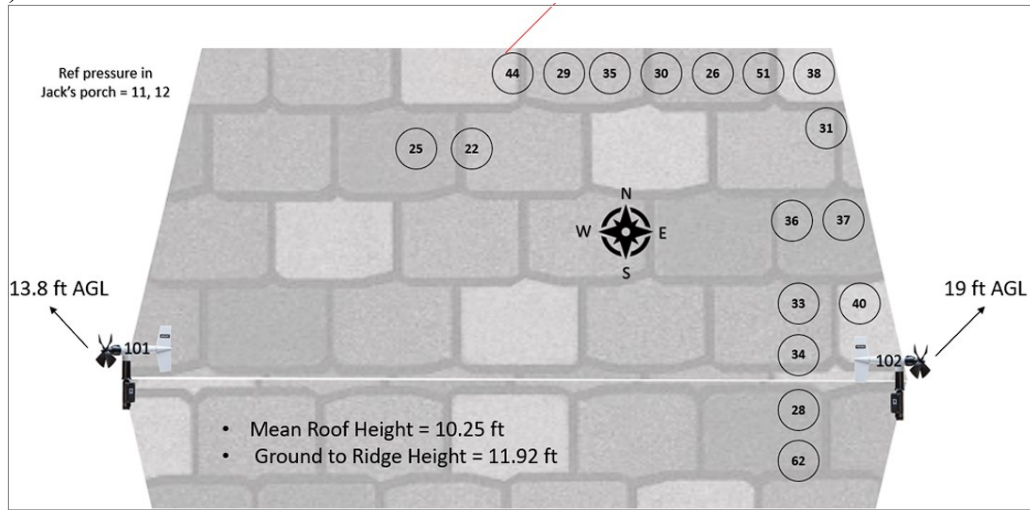 Ref pressure in
Jack's porch = 11, 12
44 29 35 30 26 51 38
31
25 22
N
W E
S
36 37
13.8 ft AGL
33 40
19 ft AGL
101
34
102
28
• Mean Roof Height = 10.25 ft
• Ground to Ridge Height = 11.92 ft
62